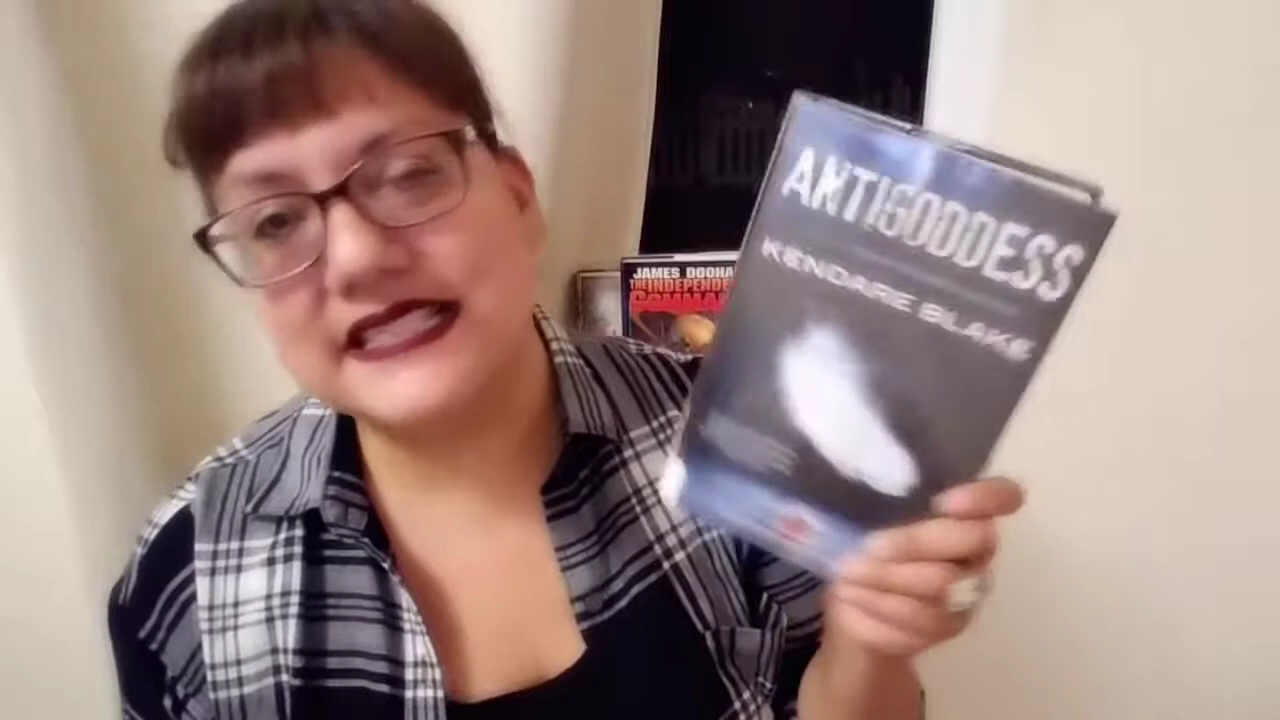 ANTIGODDESS
KENDARE BLAKE
JAMES DOOHA
THE INDEPENDE
COMMA